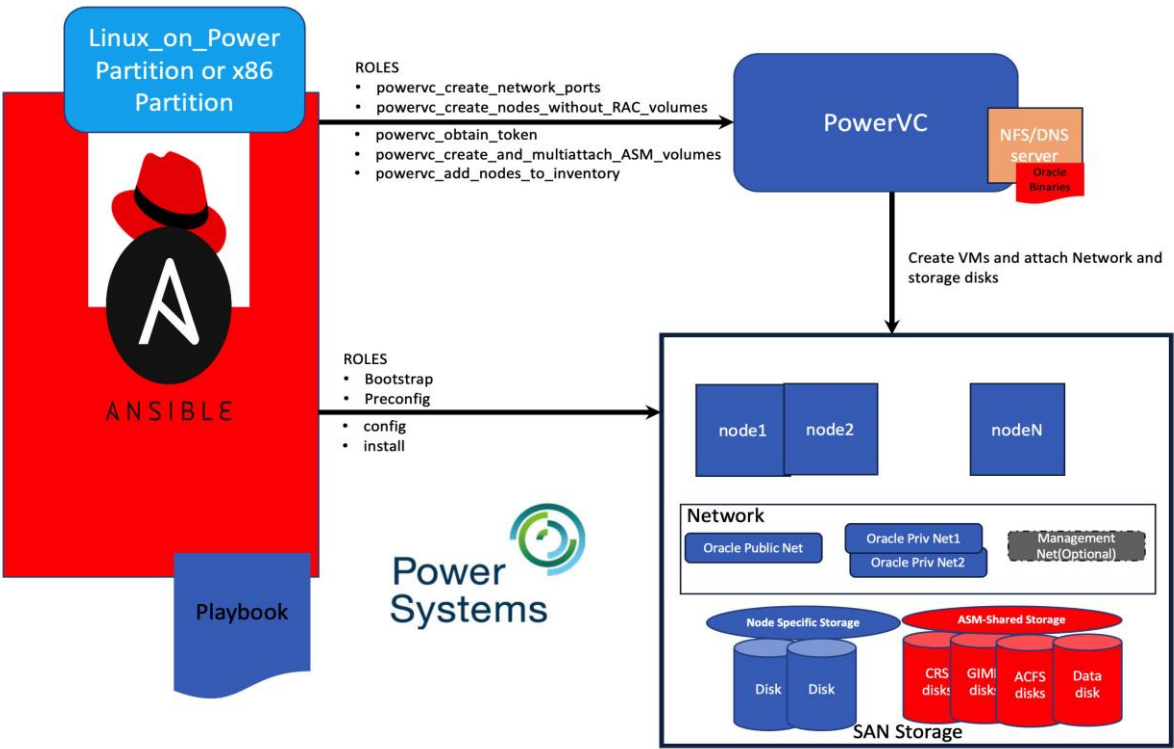 Linux_on_Power
Partition or x86
Partition
ANSIBLE
Playbook
ROLES
• powervc_create_network_ports
• powervc_create_nodes_without_RAC_volumes
• powervc_obtain_token
• powervc_create_and_multiattach_ASM_volumes
• powervc_add_nodes_to_inventory
PowerVC
NFS/DNS
server
Oracle
Binaries
Create VMs and attach Network and
storage disks
ROLES
• Bootstrap
• Preconfig
• config
• install
Power
Systems
node1
node2
nodeN
Network
Oracle Public Net
Oracle Priv Net1
Oracle Priv Net2
Management
Net(Optional)
Node Specific Storage
ASM-Shared Storage
Disk
Disk
CRS
disks
disks
ACFS
disks
Data
disk
SAN Storage